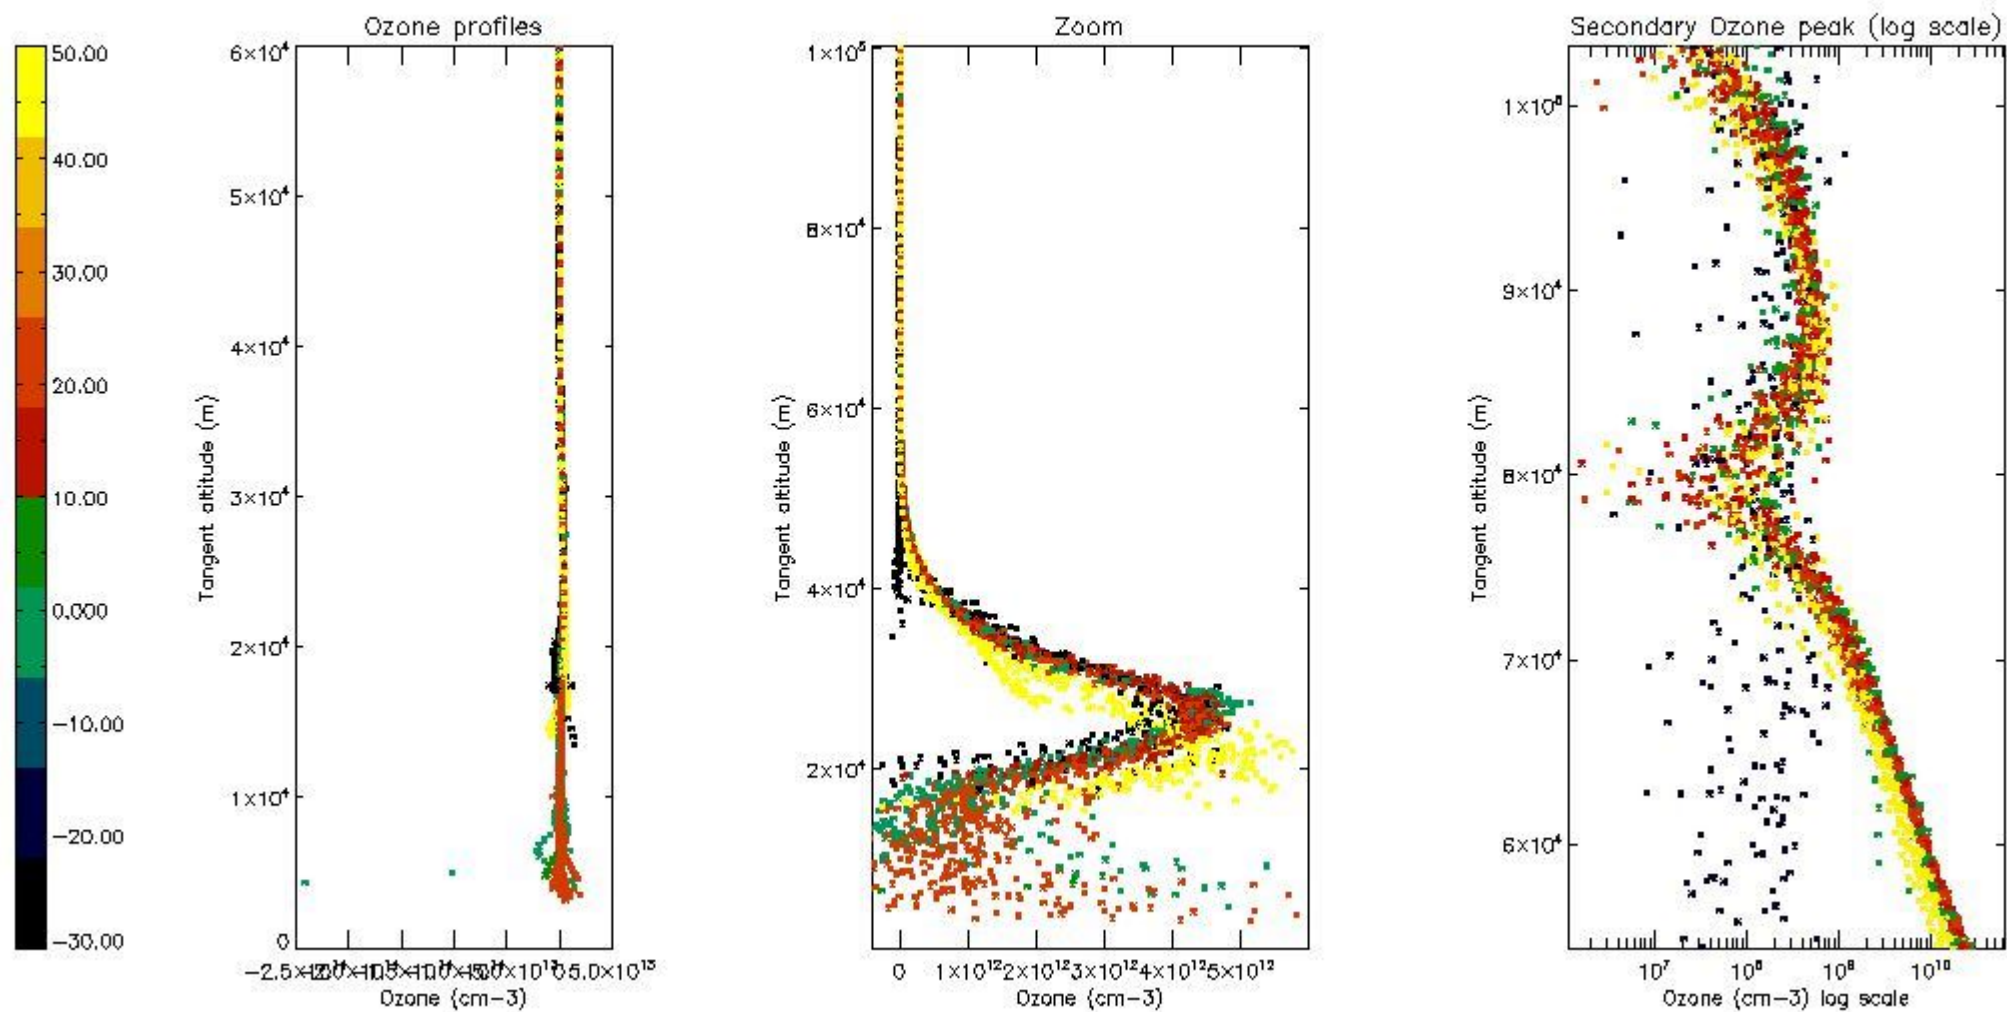 Ozone profiles
Zoom
Secondary Ozone peak (log scale)
50.00
40.00
30.00
20.00
10.00
0.000
−10.00
−20.00
−30.00
6×10⁴
5×10⁴
4×10⁴
3×10⁴
2×10⁴
1×10⁴
0
Tangent altitude (m)
5.0×10¹³
Ozone (cm−3)
1×10⁵
8×10⁴
6×10⁴
4×10⁴
2×10⁴
Tangent altitude (m)
0 1×10¹² 2×10¹² 3×10¹² 4×10¹² 5×10¹²
Ozone (cm−3)
9×10⁴
8×10⁴
7×10⁴
6×10⁴
Tangent altitude (m)
10⁷ 10⁸ 10⁹ 10¹⁰
Ozone (cm−3) log scale